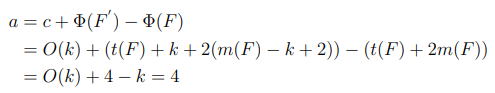 a = c + Φ(F′) − Φ(F)
= O(k) + (t(F) + k + 2(m(F) − k + 2)) − (t(F) + 2m(F))
= O(k) + 4 − k = 4